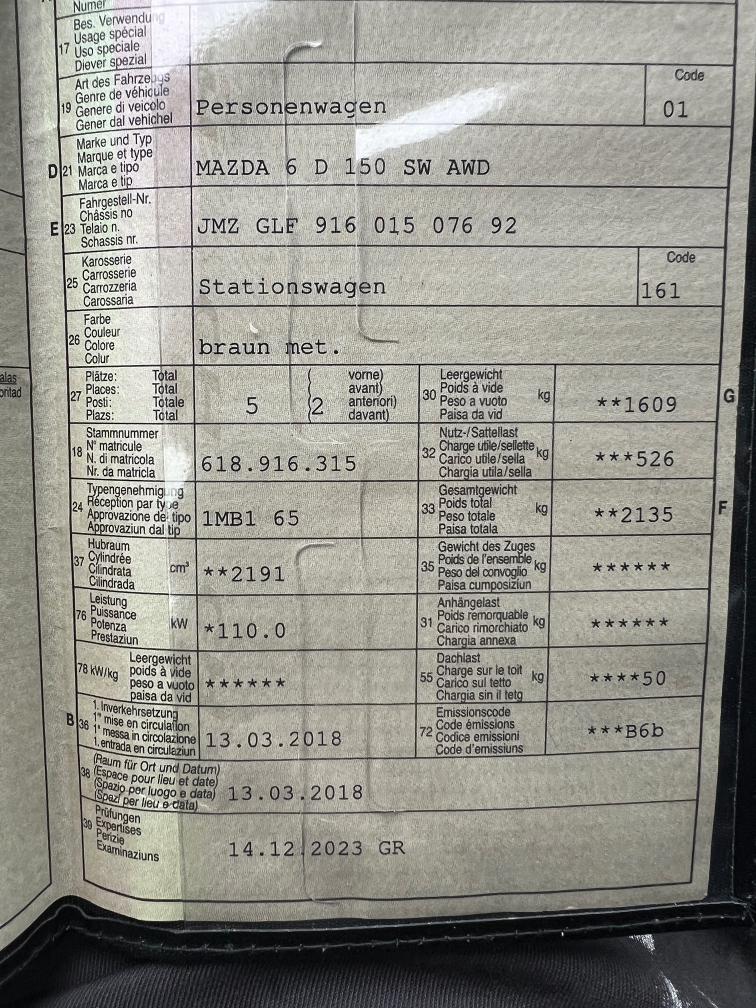 Numer
17
Bes. Verwendung
Usage spécial
Uso speciale
Diever spezial
19
Art des Fahrzeugs
Genre de véhicule
Genere di veicolo
Gener dal vehichel
Personenwagen
Code
01
D
21
Marke und Typ
Marque et type
Marca e tipo
Marca e tip
MAZDA 6 D 150 SW AWD
E
23
Fahrgestell-Nr.
Châssis no
Telaio n.
Schassis nr.
JMZ GLF 916 015 076 92
25
Karosserie
Carrosserie
Carrozzeria
Carossaria
Stationswagen
Code
161
26
Farbe
Couleur
Colore
Colur
braun met.
27
Plätze: Total
Places: Total
Posti: Totale
Plazs: Total
5 (2
vorne)
avant)
anteriori)
davant)
30
Leergewicht
Poids à vide
Peso a vuoto
Paisa da vid
kg
**1609
G
18
Stammnummer
N° matricule
N. di matricola
Nr. da matricla
618.916.315
32
Nutz-/Sattellast
Charge utile/sellette
Carico utile/sella
Chargia utila/sella
kg
***526
24
Typengenehmigung
Réception par type
Approvazione del tipo
Approvaziun dal tip
1MB1 65
33
Gesamtgewicht
Poids total
Peso totale
Paisa totala
kg
**2135
F
37
Hubraum
Cylindrée
Cilindrata
Cilindrada
cm³
**2191
35
Gewicht des Zuges
Poids de l'ensemble
Peso del convoglio
Paisa cumposiziun
kg
******
76
Leistung
Puissance
Potenza
Prestaziun
kW
*110.0
31
Anhängelast
Poids remorquable
Carico rimorchiato
Chargia annexa
kg
******
78 kW/kg
Leergewicht
poids à vide
peso a vuoto
paisa da vid
******
55
Dachlast
Charge sur le toit
Carico sul tetto
Chargia sin il tetg
kg
****50
B
36
1. Inverkehrsetzung
1re mise en circulation
1a messa in circolazione
1. entrada en circulaziun
13.03.2018
72
Emissionscode
Code émissions
Codice emissioni
Code d'emissiuns
***B6b
38
(Raum für Ort und Datum)
(Espace pour lieu et date)
(Spazio per luogo e data)
(Spazi per lieu e data)
13.03.2018
39
Prüfungen
Expertises
Perizie
Examinaziuns
14.12.2023 GR